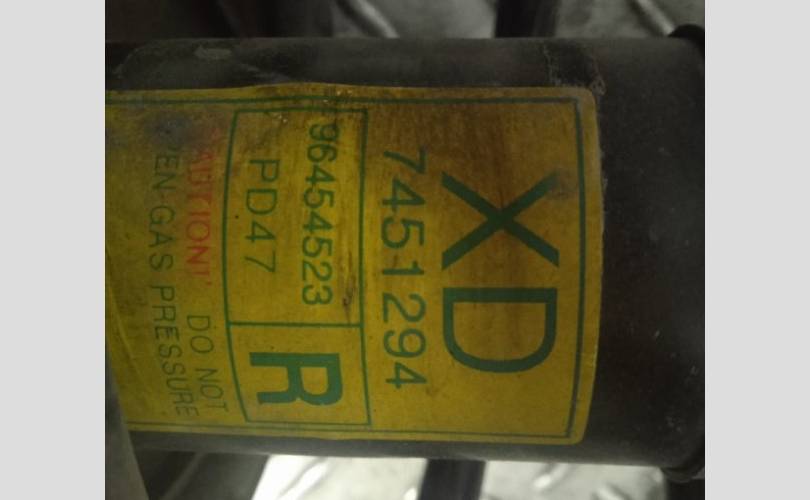 XD
7451294
96454523
PD47
R
CAUTION! DO NOT
OPEN-GAS PRESSURE